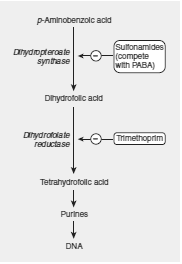 p-Aminobenzoic acid
Sulfonamides
(compete
with PABA)
Dihydropteroate
synthase
−
Dihydrofolic acid
Dihydrofolate
reductase
−
Trimethoprim
Tetrahydrofolic acid
Purines
DNA